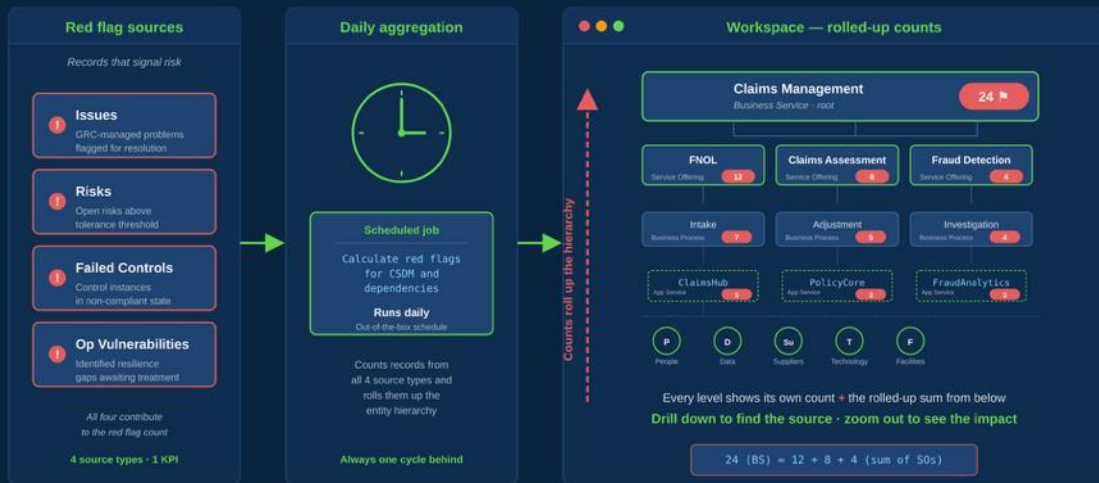 Red flag sources
Records that signal risk
!
Issues
GRC-managed problems
flagged for resolution
!
Risks
Open risks above
tolerance threshold
!
Failed Controls
Control instances
in non-compliant state
!
Op Vulnerabilities
Identified resilience
gaps awaiting treatment
All four contribute
to the red flag count
4 source types · 1 KPI
Daily aggregation
Scheduled job
Calculate red flags
for CSDM and
dependencies
Runs daily
Out-of-the-box schedule
Counts records from
all 4 source types and
rolls them up the
entity hierarchy
Always one cycle behind
Workspace — rolled-up counts
Counts roll up the hierarchy
Claims Management
Business Service · root
24 ⚑
FNOL
Service Offering 12
Claims Assessment
Service Offering 8
Fraud Detection
Service Offering 4
Intake
Business Process 7
Adjustment
Business Process 5
Investigation
Business Process 4
ClaimsHub
App Service 5
PolicyCore
App Service 3
FraudAnalytics
App Service 3
P D Su T F
People Data Suppliers Technology Facilities
Every level shows its own count + the rolled-up sum from below
Drill down to find the source · zoom out to see the impact
24 (BS) = 12 + 8 + 4 (sum of SOs)